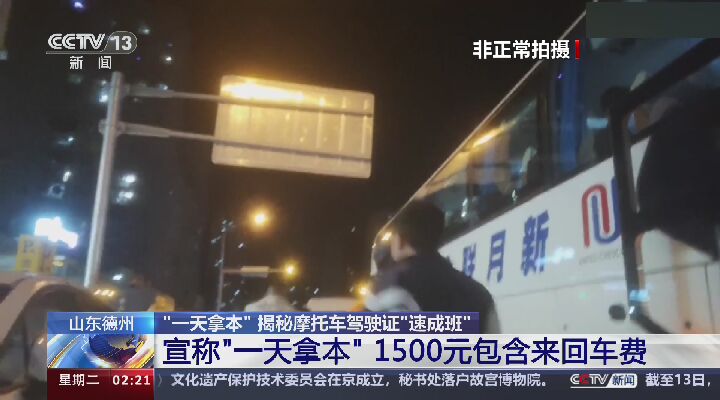 CCTV 13
新闻
非正常拍摄
新月联
山东德州
"一天拿本" 揭秘摩托车驾驶证"速成班"
宣称"一天拿本" 1500元包含来回车费
星期二 02:21 文化遗产保护技术委员会在京成立，秘书处落户故宫博物院。 CCTV 新闻 截至13日，